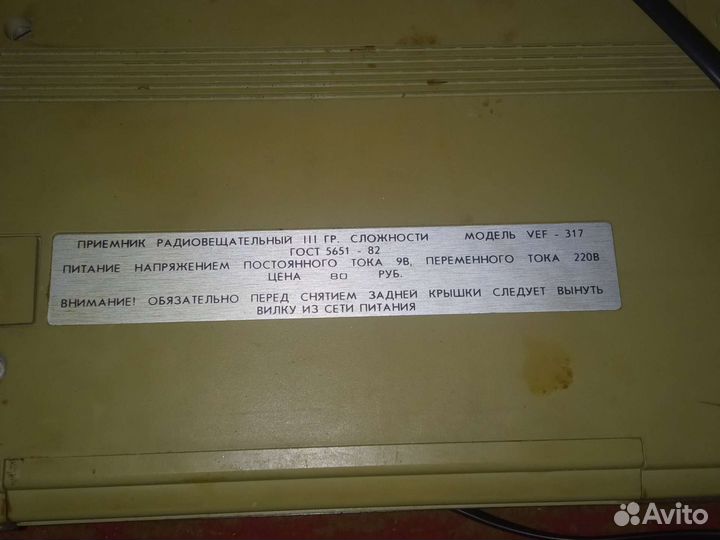 ПРИЕМНИК РАДИОВЕЩАТЕЛЬНЫЙ III ГР. СЛОЖНОСТИ МОДЕЛЬ VEF - 317
ГОСТ 5651 - 82
ПИТАНИЕ НАПРЯЖЕНИЕМ ПОСТОЯННОГО ТОКА 9В, ПЕРЕМЕННОГО ТОКА 220В
ЦЕНА 80 РУБ.
ВНИМАНИЕ! ОБЯЗАТЕЛЬНО ПЕРЕД СНЯТИЕМ ЗАДНЕЙ КРЫШКИ СЛЕДУЕТ ВЫНУТЬ
ВИЛКУ ИЗ СЕТИ ПИТАНИЯ
Avito